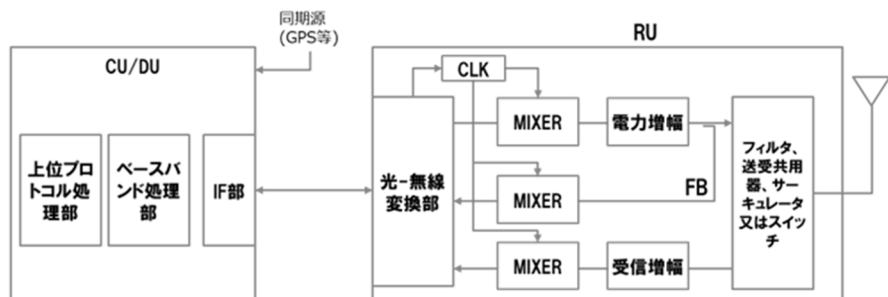 同期源
(GPS等)
CU/DU
上位プロ
トコル処
理部
ベースバ
ンド処理
部
IF部
RU
CLK
光-無線
変換部
MIXER
電力増幅
MIXER
FB
MIXER
受信増幅
フィルタ、
送受共用
器、サー
キュレータ
又はスイッ
チ